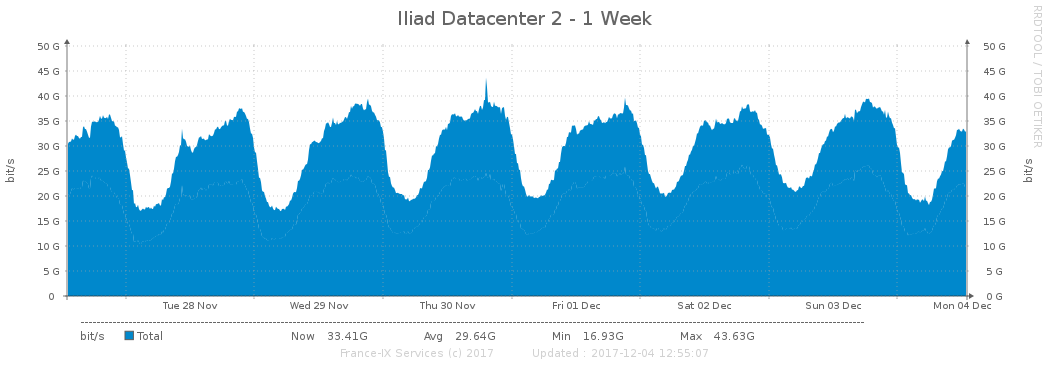 Iliad Datacenter 2 - 1 Week
RRDTOOL / TOBI OETIKER
50 G 50 G
45 G 45 G
40 G 40 G
35 G 35 G
30 G 30 G
25 G 25 G
20 G 20 G
15 G 15 G
10 G 10 G
5 G 5 G
0 0 G
bit/s bit/s
Tue 28 Nov Wed 29 Nov Thu 30 Nov Fri 01 Dec Sat 02 Dec Sun 03 Dec Mon 04 Dec
bit/s Total Now 33.41G Avg 29.64G Min 16.93G Max 43.63G
France-IX Services (c) 2017 Updated : 2017-12-04 12:55:07